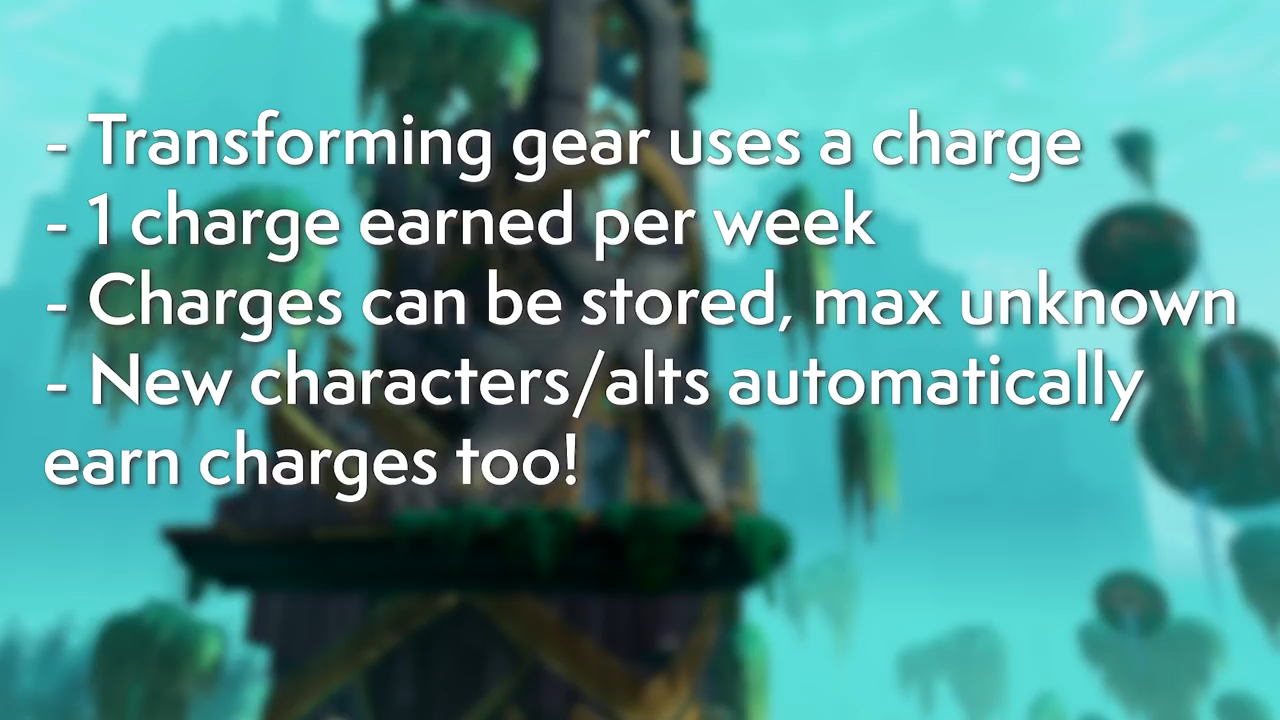 - Transforming gear uses a charge
- 1 charge earned per week
- Charges can be stored, max unknown
- New characters/alts automatically
earn charges too!